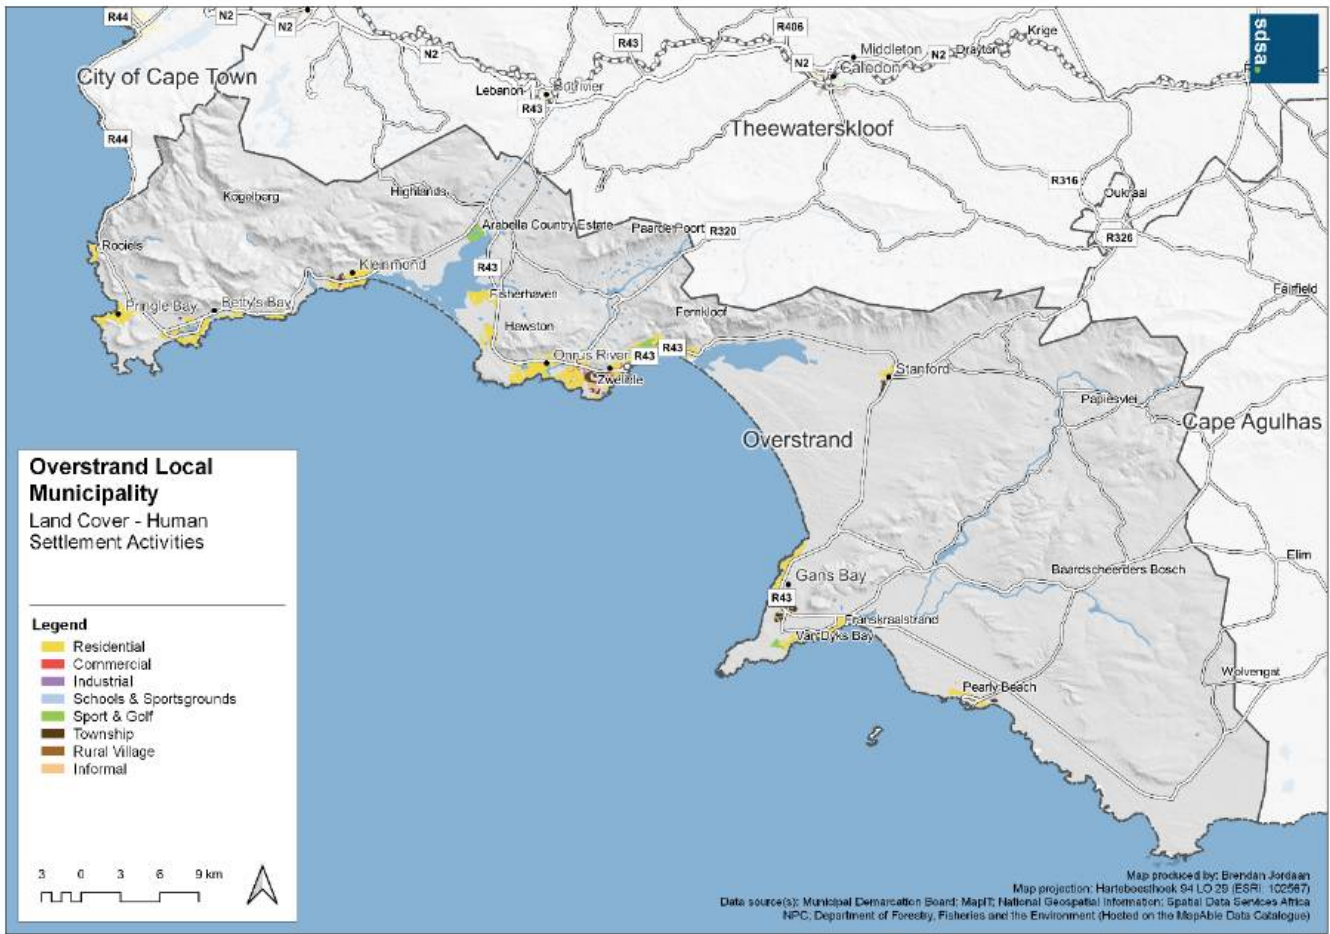 R44
N2
N2
N2
R43
R406
N2
N2
Middleton
Drayton
Krige
Caledon
sdsa
City of Cape Town
Lebanon
Botrivier
R43
R44
Theewaterskloof
R316
Oukraal
R326
Kogelberg
Highlands
Arabella Country Estate
Paarde Poort
R320
Rooiels
Kleinmond
R43
Fairfield
Pringle Bay
Betty's Bay
Fisherhaven
Hawston
Fernkloof
Onrus River
R43
R43
Zwelihle
Stanford
Papiesvlei
Cape Agulhas
Overstrand
Elim
Baardscheerders Bosch
Gans Bay
R43
Franskraalstrand
Van Dyks Bay
Wolvengat
Pearly Beach
Overstrand Local
Municipality
Land Cover - Human
Settlement Activities
Legend
Residential
Commercial
Industrial
Schools & Sportsgrounds
Sport & Golf
Township
Rural Village
Informal
3 0 3 6 9 km
Map produced by: Brendan Jordaan
Map projection: Hartebeesthoek 94 LO 29 (ESRI: 102567)
Data source(s): Municipal Demarcation Board; MapIT; National Geospatial Information; Spatial Data Services Africa
NPC; Department of Forestry, Fisheries and the Environment (Hosted on the MapAble Data Catalogue)